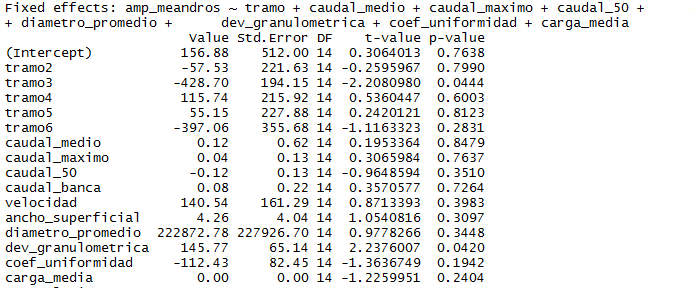 Fixed effects: amp_meandros ~ tramo + caudal_medio + caudal_maximo + caudal_50 +
+ diametro_promedio + dev_granulometrica + coef_uniformidad + carga_media
Value Std.Error DF t-value p-value
(Intercept) 156.88 512.00 14 0.3064013 0.7638
tramo2 -57.53 221.63 14 -0.2595967 0.7990
tramo3 -428.70 194.15 14 -2.2080980 0.0444
tramo4 115.74 215.92 14 0.5360447 0.6003
tramo5 55.15 227.88 14 0.2420121 0.8123
tramo6 -397.06 355.68 14 -1.1163323 0.2831
caudal_medio 0.12 0.62 14 0.1953364 0.8479
caudal_maximo 0.04 0.13 14 0.3065984 0.7637
caudal_50 -0.12 0.13 14 -0.9648594 0.3510
caudal_banca 0.08 0.22 14 0.3570577 0.7264
velocidad 140.54 161.29 14 0.8713393 0.3983
ancho_superficial 4.26 4.04 14 1.0540816 0.3097
diametro_promedio 222872.78 227926.70 14 0.9778266 0.3448
dev_granulometrica 145.77 65.14 14 2.2376007 0.0420
coef_uniformidad -112.43 82.45 14 -1.3636749 0.1942
carga_media 0.00 0.00 14 -1.2259951 0.2404